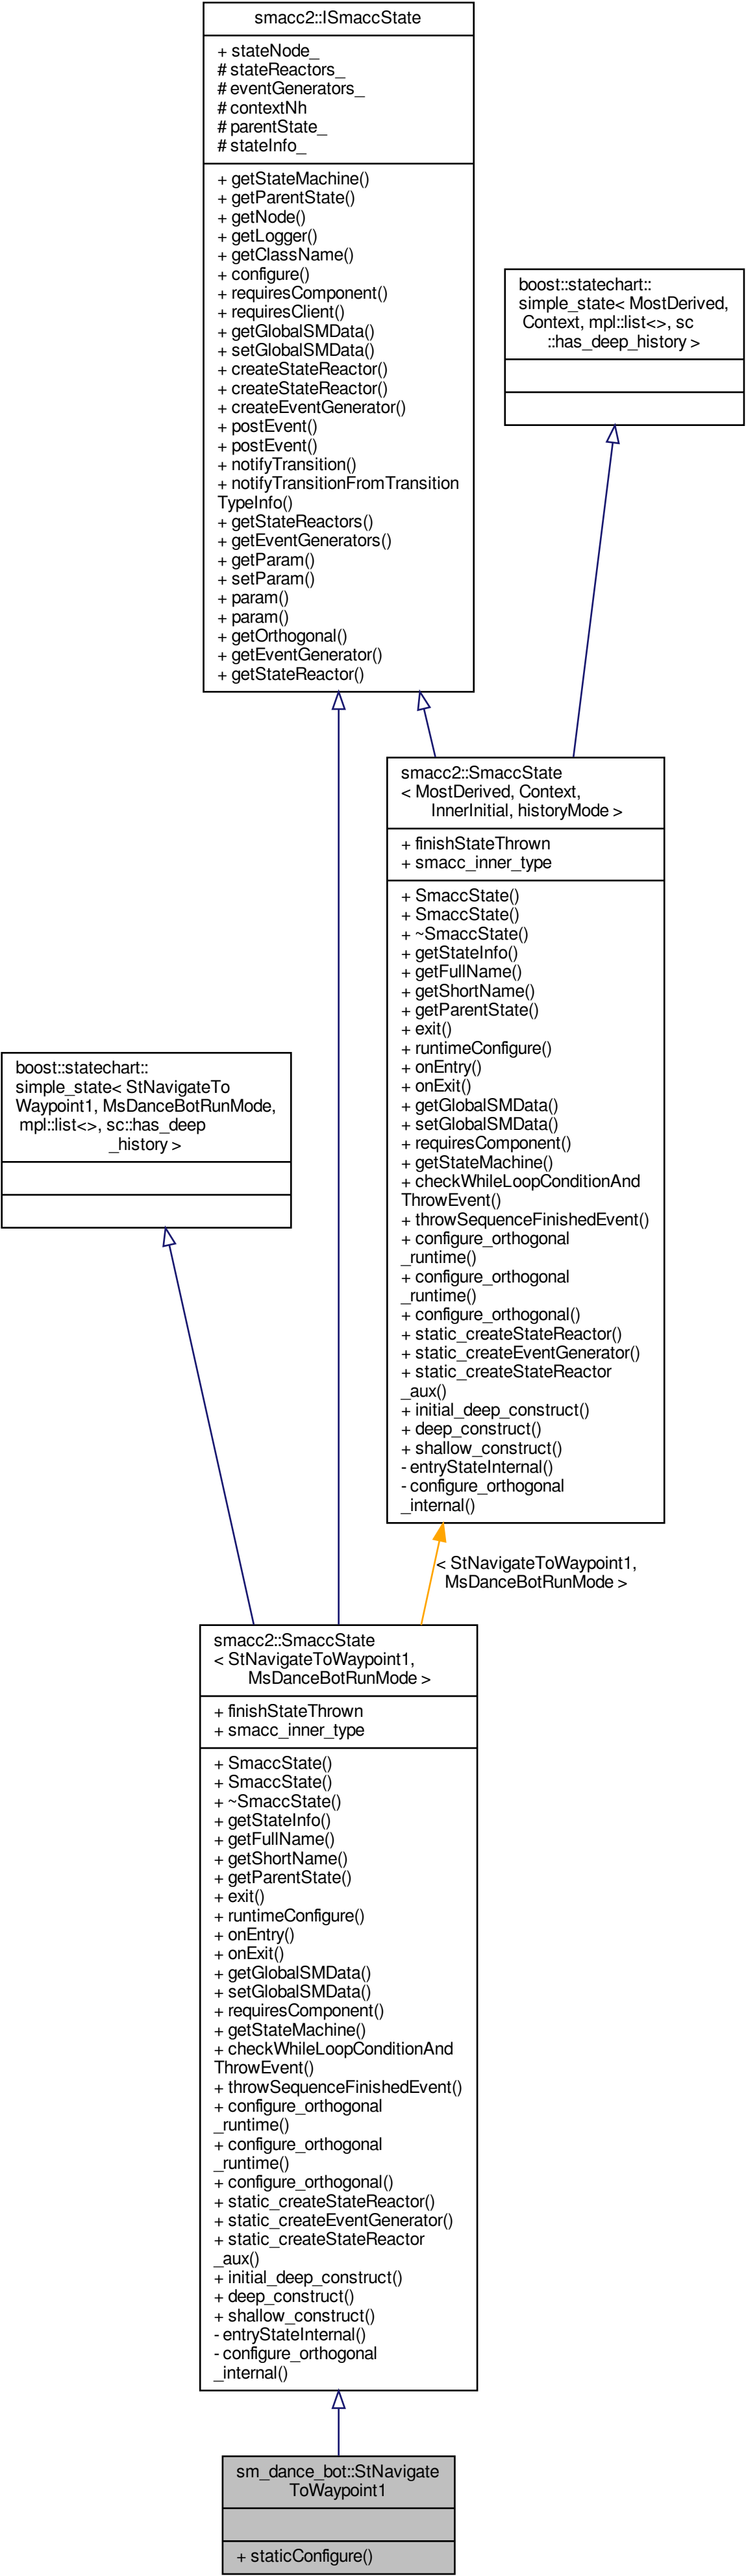 smacc2::ISmaccState
+ stateNode_
# stateReactors_
# eventGenerators_
# contextNh
# parentState_
# stateInfo_
+ getStateMachine()
+ getParentState()
+ getNode()
+ getLogger()
+ getClassName()
+ configure()
+ requiresComponent()
+ requiresClient()
+ getGlobalSMData()
+ setGlobalSMData()
+ createStateReactor()
+ createStateReactor()
+ createEventGenerator()
+ postEvent()
+ postEvent()
+ notifyTransition()
+ notifyTransitionFromTransition
TypeInfo()
+ getStateReactors()
+ getEventGenerators()
+ getParam()
+ setParam()
+ param()
+ param()
+ getOrthogonal()
+ getEventGenerator()
+ getStateReactor()
boost::statechart::
simple_state< MostDerived,
Context, mpl::list<>, sc
::has_deep_history >
smacc2::SmaccState
< MostDerived, Context,
InnerInitial, historyMode >
+ finishStateThrown
+ smacc_inner_type
+ SmaccState()
+ SmaccState()
+ ~SmaccState()
+ getStateInfo()
+ getFullName()
+ getShortName()
+ getParentState()
+ exit()
+ runtimeConfigure()
+ onEntry()
+ onExit()
+ getGlobalSMData()
+ setGlobalSMData()
+ requiresComponent()
+ getStateMachine()
+ checkWhileLoopConditionAnd
ThrowEvent()
+ throwSequenceFinishedEvent()
+ configure_orthogonal
_runtime()
+ configure_orthogonal
_runtime()
+ configure_orthogonal()
+ static_createStateReactor()
+ static_createEventGenerator()
+ static_createStateReactor
_aux()
+ initial_deep_construct()
+ deep_construct()
+ shallow_construct()
- entryStateInternal()
- configure_orthogonal
_internal()
boost::statechart::
simple_state< StNavigateTo
Waypoint1, MsDanceBotRunMode,
mpl::list<>, sc::has_deep
_history >
< StNavigateToWaypoint1,
MsDanceBotRunMode >
smacc2::SmaccState
< StNavigateToWaypoint1,
MsDanceBotRunMode >
+ finishStateThrown
+ smacc_inner_type
+ SmaccState()
+ SmaccState()
+ ~SmaccState()
+ getStateInfo()
+ getFullName()
+ getShortName()
+ getParentState()
+ exit()
+ runtimeConfigure()
+ onEntry()
+ onExit()
+ getGlobalSMData()
+ setGlobalSMData()
+ requiresComponent()
+ getStateMachine()
+ checkWhileLoopConditionAnd
ThrowEvent()
+ throwSequenceFinishedEvent()
+ configure_orthogonal
_runtime()
+ configure_orthogonal
_runtime()
+ configure_orthogonal()
+ static_createStateReactor()
+ static_createEventGenerator()
+ static_createStateReactor
_aux()
+ initial_deep_construct()
+ deep_construct()
+ shallow_construct()
- entryStateInternal()
- configure_orthogonal
_internal()
sm_dance_bot::StNavigate
ToWaypoint1
+ staticConfigure()